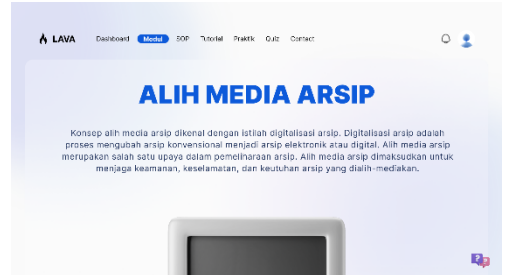 LAVA
Dashboard Modul SOP Tutorial Praktik Quiz Contact
ALIH MEDIA ARSIP
Konsep alih media arsip dikenal dengan istilah digitalisasi arsip. Digitalisasi arsip adalah
proses mengubah arsip konvensional menjadi arsip elektronik atau digital. Alih media arsip
merupakan salah satu upaya dalam pemeliharaan arsip. Alih media arsip dimaksudkan untuk
menjaga keamanan, keselamatan, dan keutuhan arsip yang dialih-mediakan.
? ?